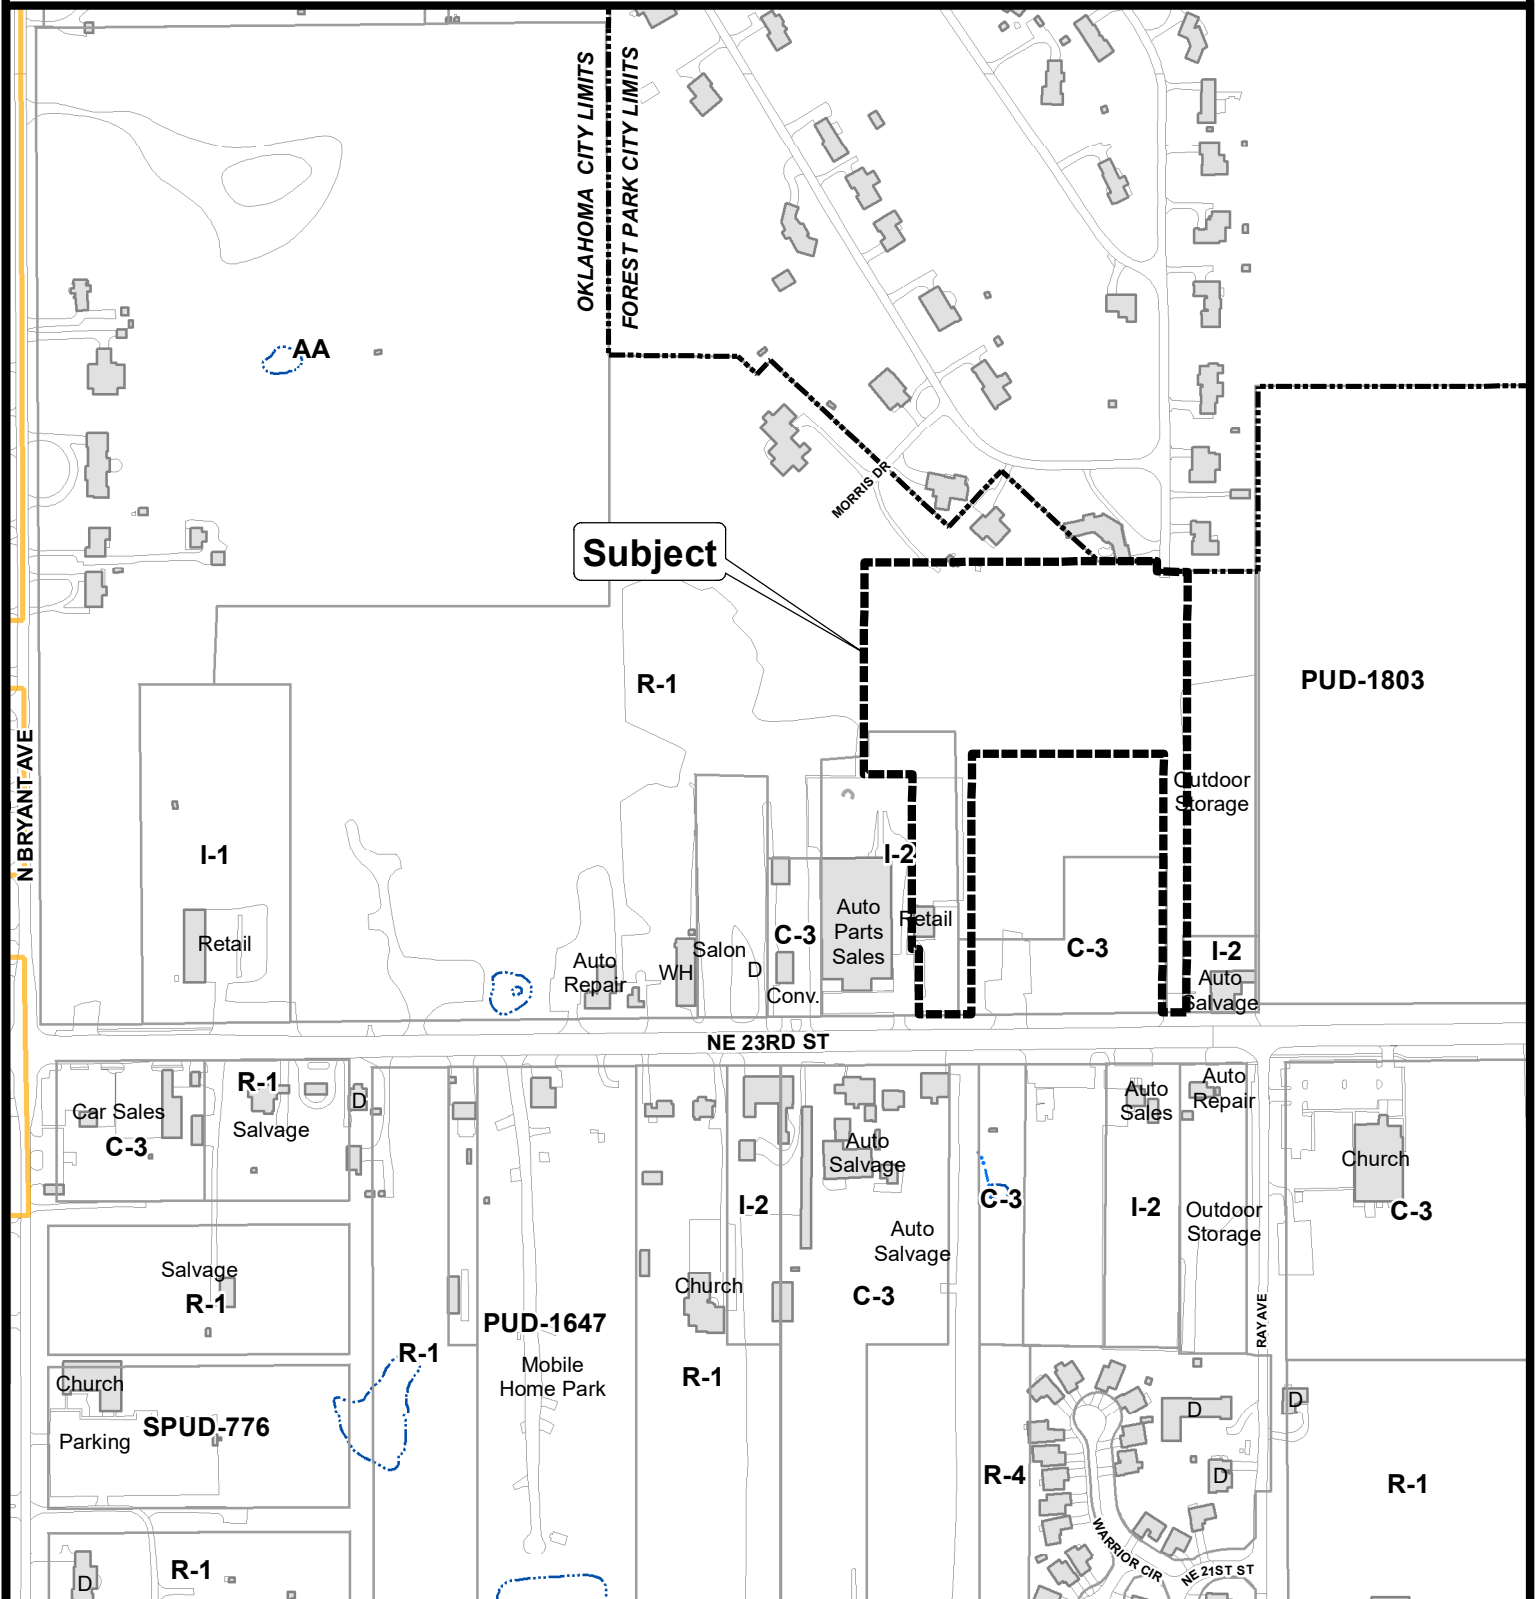 OKLAHOMA CITY LIMITS
FOREST PARK CITY LIMITS
AA
MORRIS DR
Subject
R-1
PUD-1803
N BRYANT AVE
Outdoor
Storage
I-1
I-2
Retail
Auto
Parts
Sales
Retail
C-3
C-3
I-2
Salon
Auto
Repair
WH
D
Conv.
Auto
Salvage
NE 23RD ST
R-1
D
Car Sales
C-3
Salvage
Auto
Sales
Auto
Repair
Auto
Salvage
Church
I-2
C-3
I-2
C-3
Outdoor
Storage
Auto
Salvage
Salvage
R-1
Church
C-3
RAY AVE
PUD-1647
R-1
Mobile
Home Park
R-1
Church
SPUD-776
Parking
D
D
R-4
D
R-1
WARRIOR CIR
NE 21ST ST
R-1
D